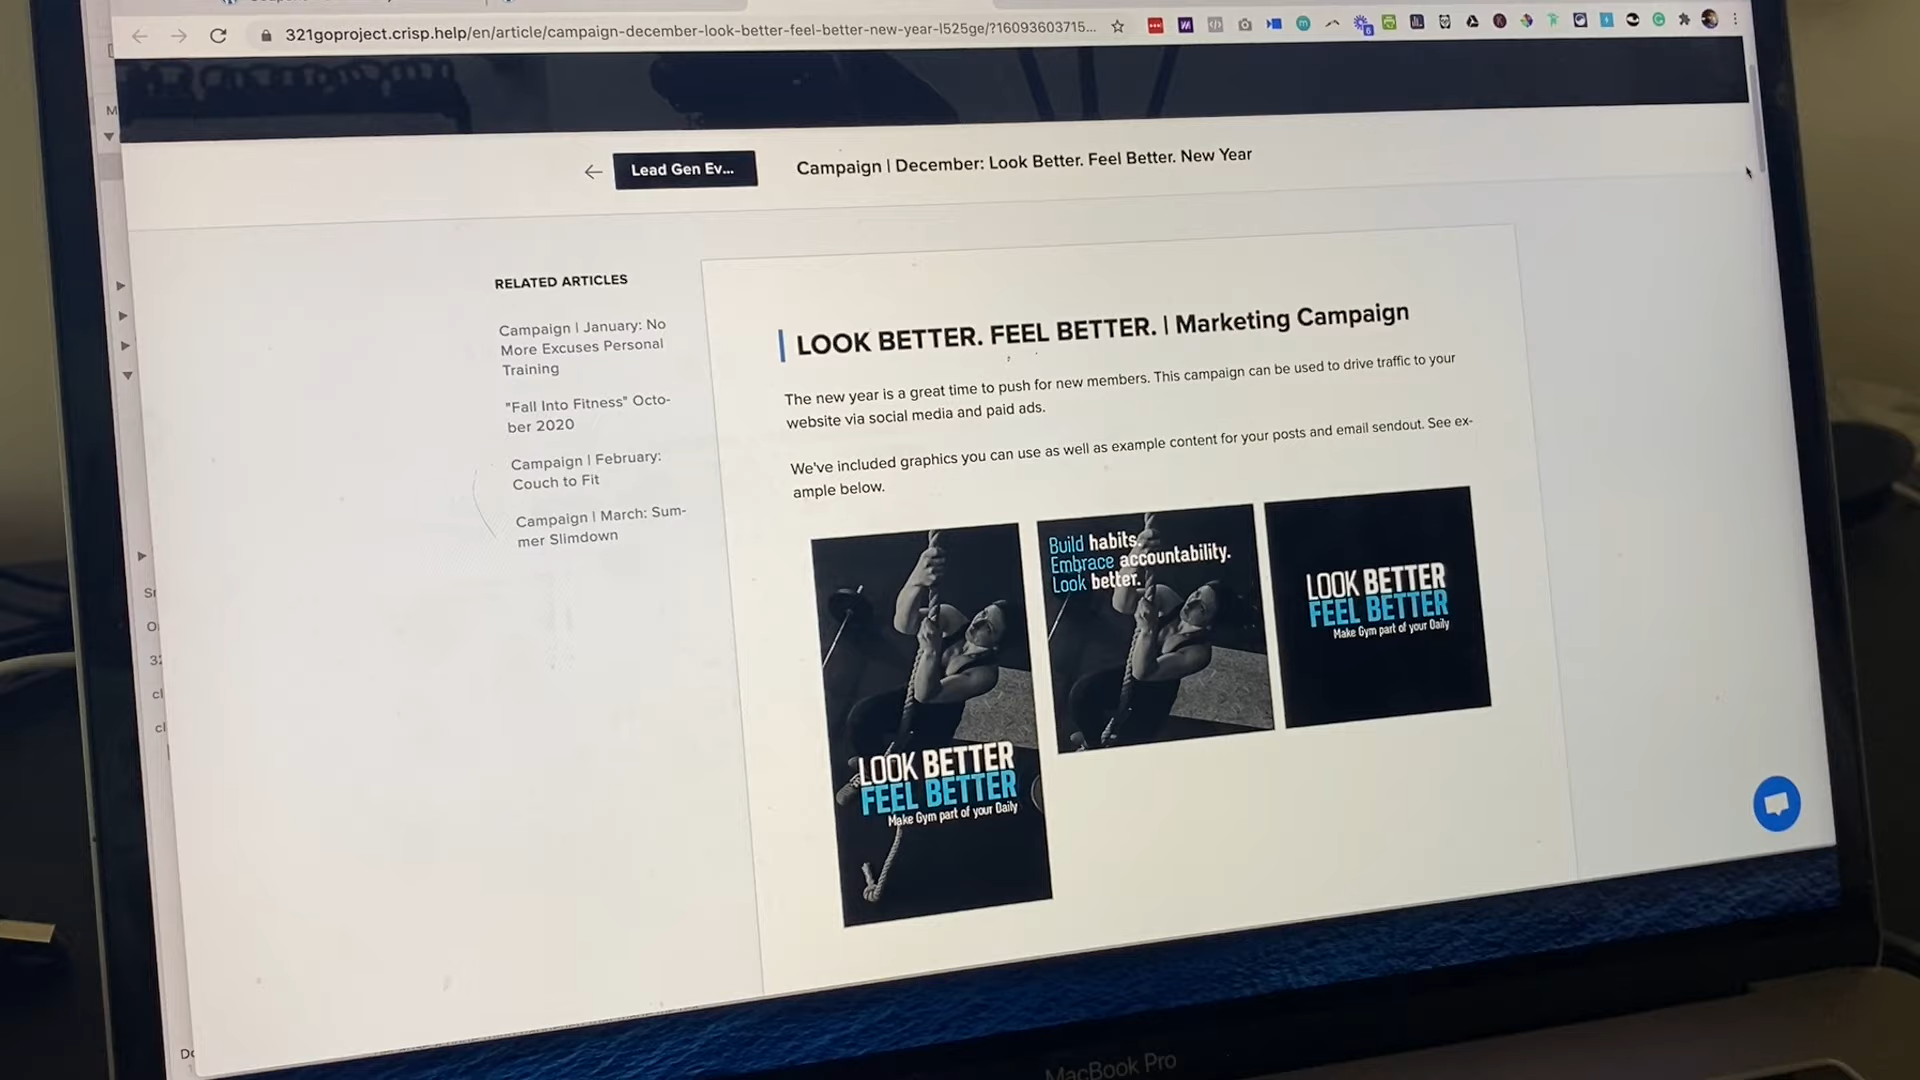 321goproject.crisp.help/en/article/campaign-december-look-better-feel-better-new-year-l525ge/?16093603715...
Lead Gen Ev...
Campaign | December: Look Better. Feel Better. New Year
RELATED ARTICLES
Campaign | January: No
More Excuses Personal
Training
"Fall Into Fitness" Octo-
ber 2020
Campaign | February:
Couch to Fit
Campaign | March: Sum-
mer Slimdown
LOOK BETTER. FEEL BETTER. | Marketing Campaign
The new year is a great time to push for new members. This campaign can be used to drive traffic to your
website via social media and paid ads.
We've included graphics you can use as well as example content for your posts and email sendout. See ex-
ample below.
LOOK BETTER
FEEL BETTER
Make Gym part of your Daily
Build habits.
Embrace accountability.
Look better.
LOOK BETTER
FEEL BETTER
Make Gym part of your Daily
MacBook Pro